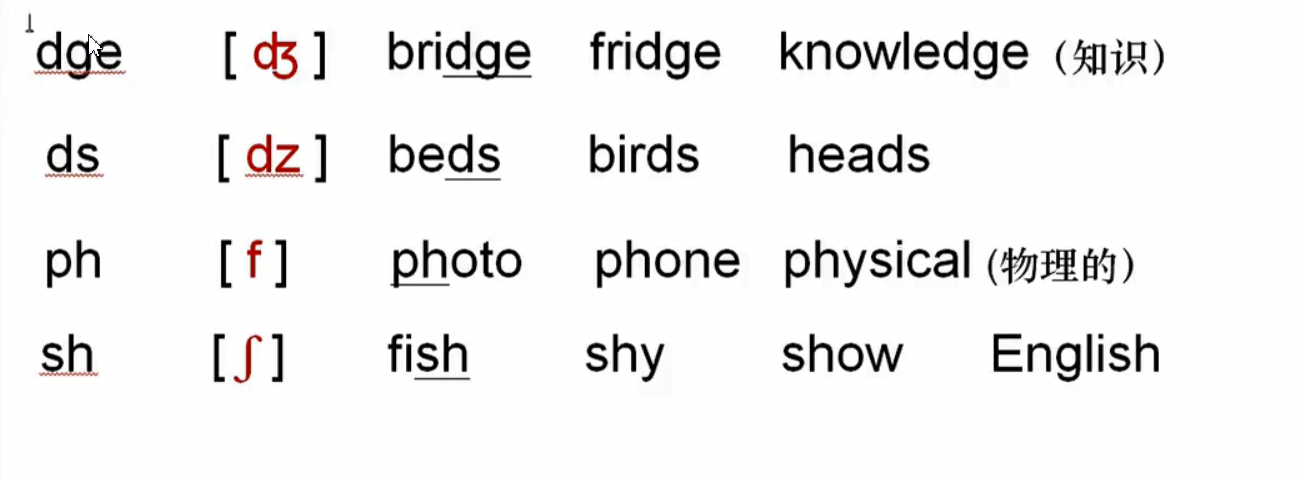 dge [ ʤ ] bridge fridge knowledge (知识)
ds [ dz ] beds birds heads
ph [ f ] photo phone physical (物理的)
sh [ ʃ ] fish shy show English